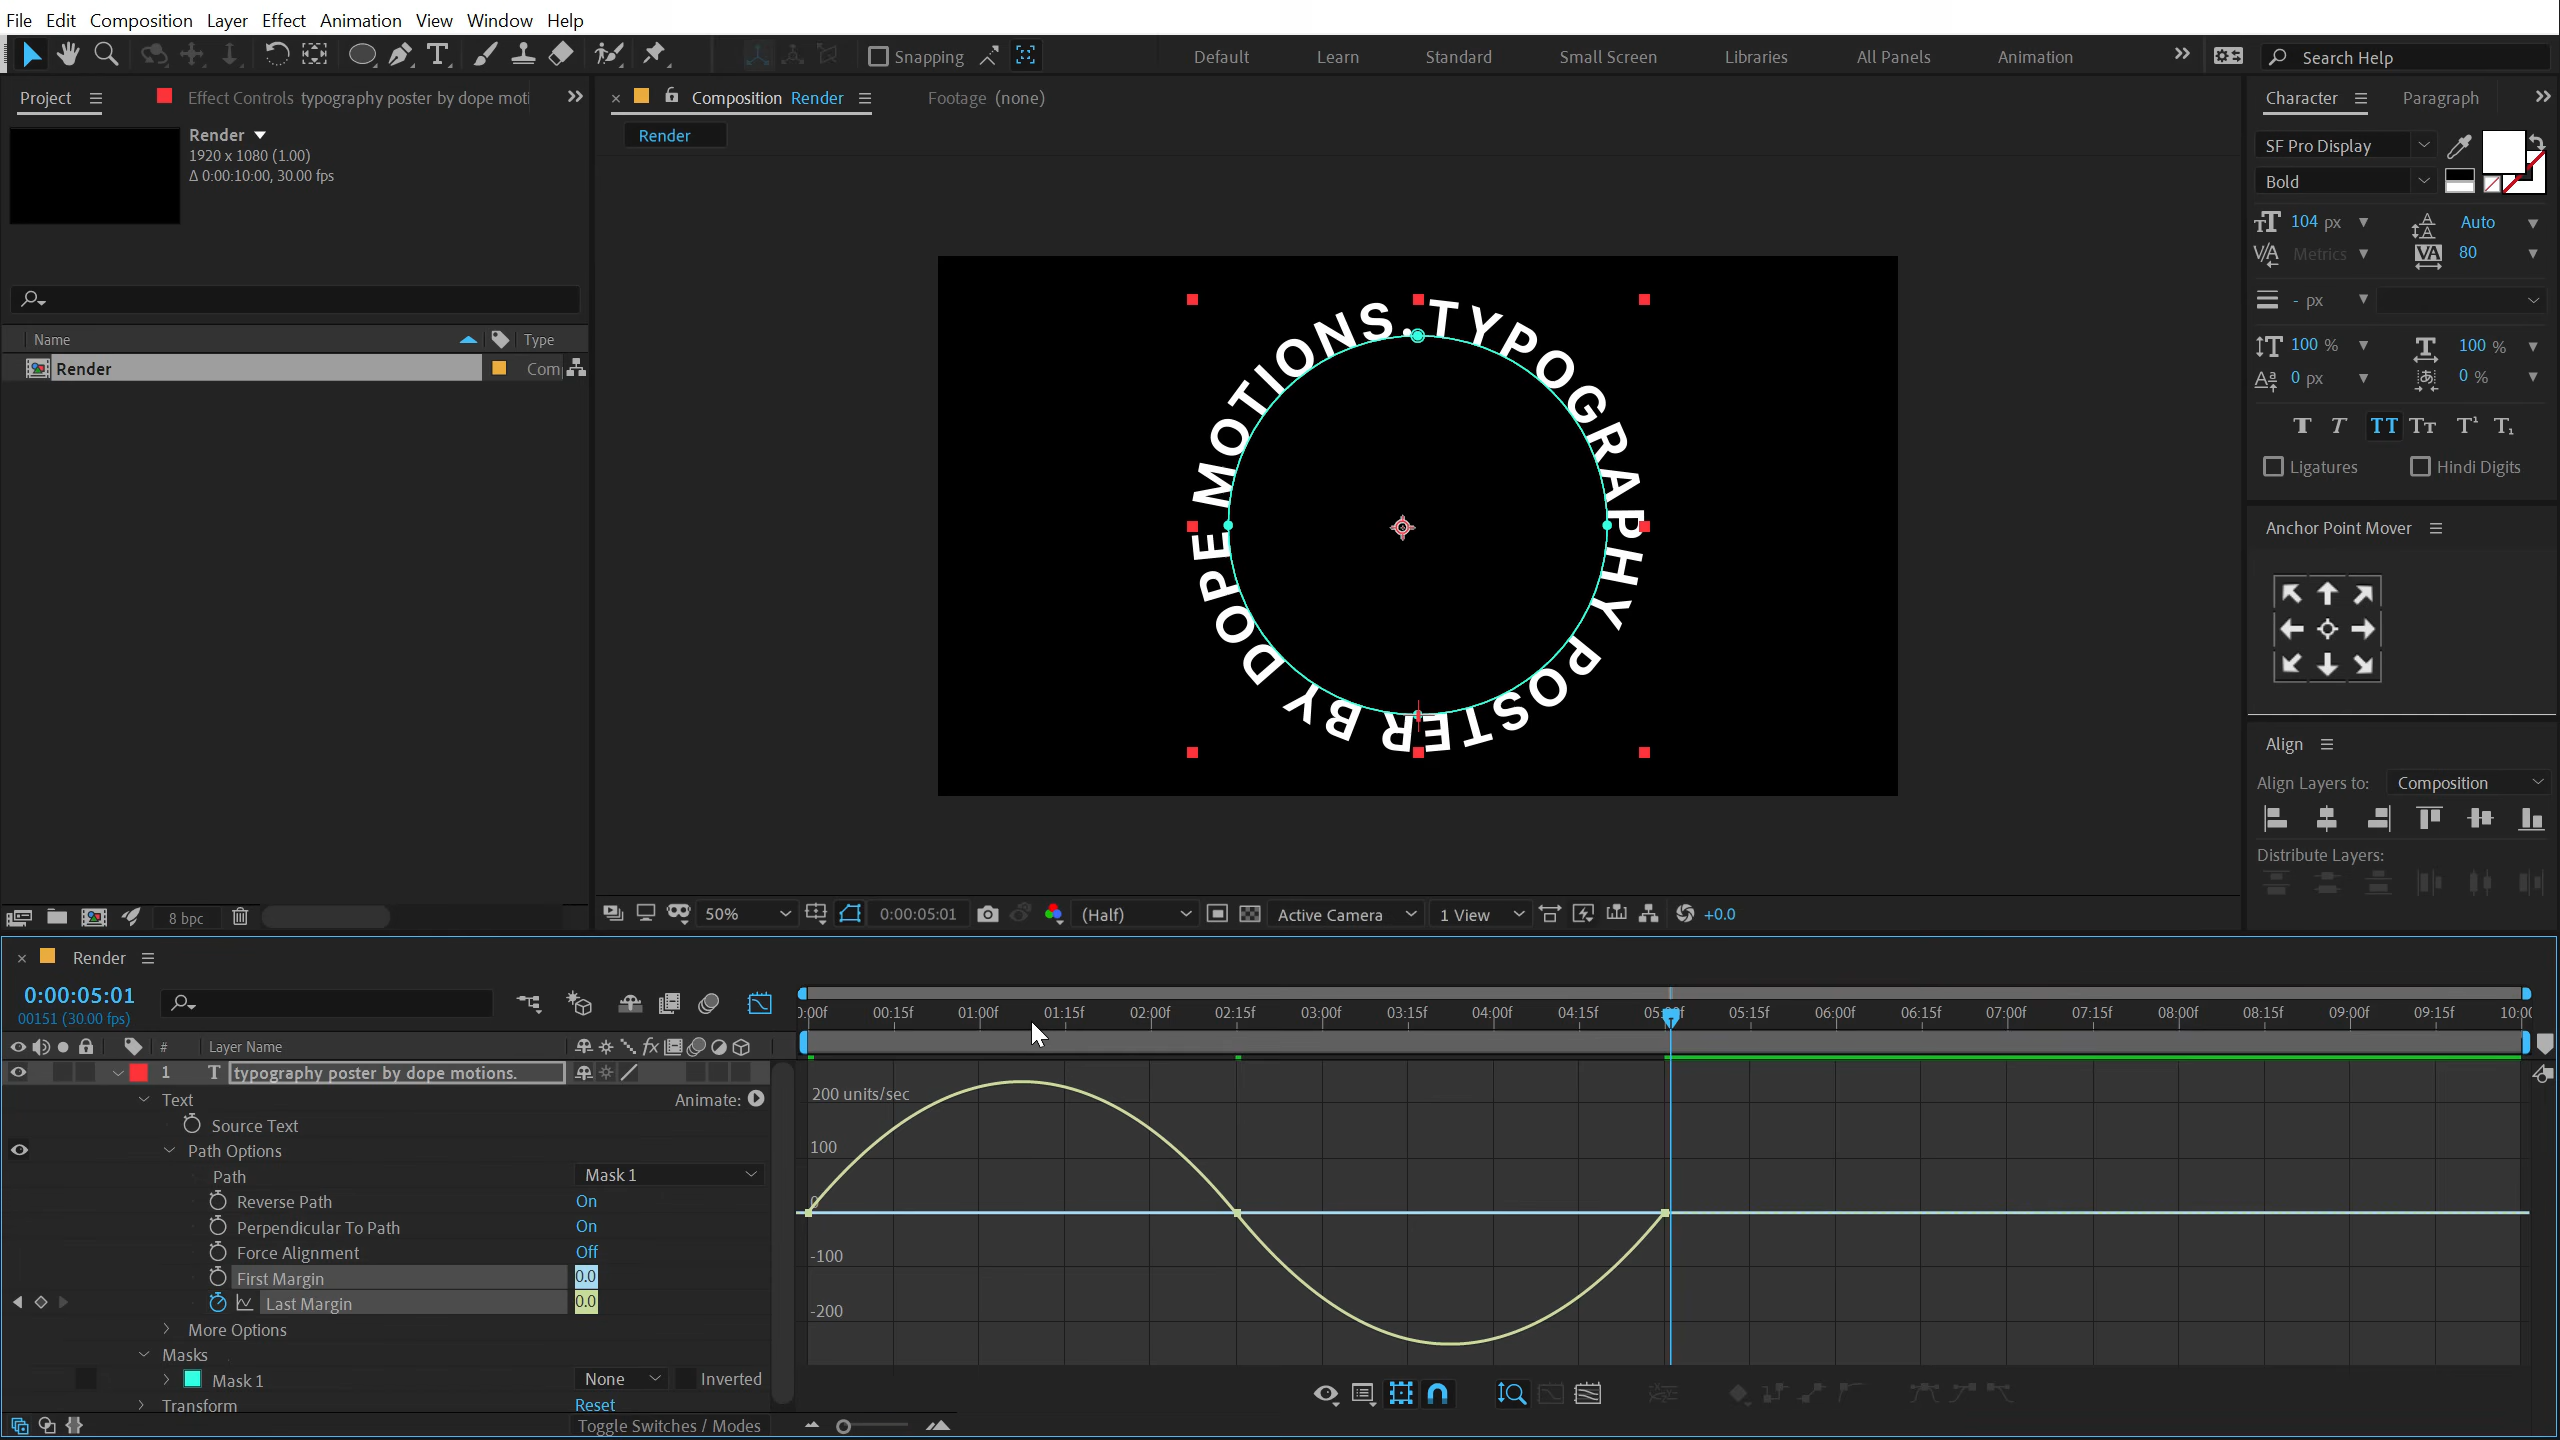 File Edit Composition Layer Effect Animation View Window Help
Snapping Default Learn Standard Small Screen Libraries All Panels Animation Search Help
Project Effect Controls typography poster by dope moti
Composition Render Footage (none)
Character Paragraph
Render
Render
1920 x 1080 (1.00)
Δ 0:00:10:00, 30.00 fps
SF Pro Display
Bold
104 px Auto
Metrics 80
- px
100 % 100 %
0 px 0 %
Ligatures Hindi Digits
Name Type
Render Com
TYPOGRAPHY POSTER BY DOPE MOTIONS.
Anchor Point Mover
Align
Align Layers to: Composition
Distribute Layers:
8 bpc
50% 0:00:05:01 (Half) Active Camera 1 View +0.0
Render
0:00:05:01
00151 (30.00 fps)
0:00f 00:15f 01:00f 01:15f 02:00f 02:15f 03:00f 03:15f 04:00f 04:15f 05:00f 05:15f 06:00f 06:15f 07:00f 07:15f 08:00f 08:15f 09:00f 09:15f 10:0
# Layer Name
1 T typography poster by dope motions.
Text Animate:
Source Text
Path Options
Path Mask 1
Reverse Path On
Perpendicular To Path On
Force Alignment Off
First Margin 0.0
Last Margin 0.0
More Options
Masks
Mask 1 None Inverted
Transform Reset
Toggle Switches / Modes
200 units/sec
100
0
-100
-200